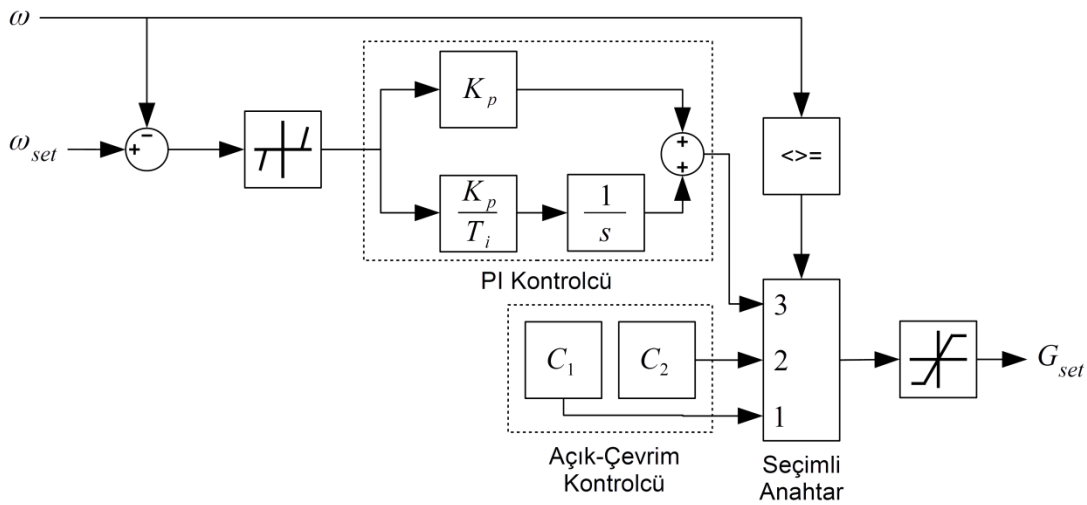 ω
ω_set
+
−
K_p
K_p
T_i
1
s
+
+
PI Kontrolcü
<>=
C_1
C_2
Açık-Çevrim
Kontrolcü
3
2
1
Seçimli
Anahtar
G_set